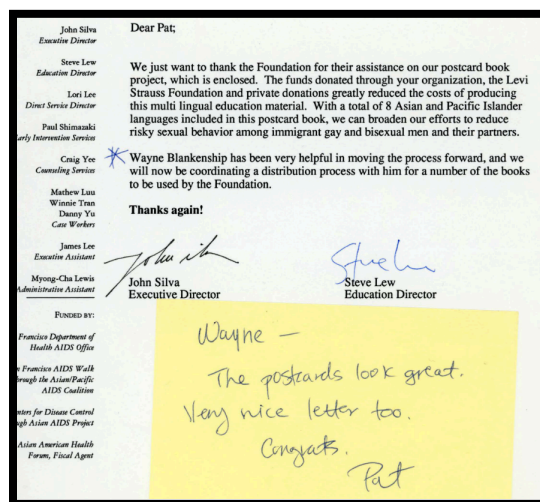 John Silva
Executive Director
Steve Lew
Education Director
Lori Lee
Direct Service Director
Paul Shimazaki
Early Intervention Services
Craig Yee
Counseling Services
Mathew Luu
Winnie Tran
Danny Yu
Case Workers
James Lee
Executive Assistant
Myong-Cha Lewis
Administrative Assistant
FUNDED BY:
Francisco Department of
Health AIDS Office
n Francisco AIDS Walk
hrough the Asian/Pacific
AIDS Coalition
nters for Disease Control
ugh Asian AIDS Project
Asian American Health
Forum, Fiscal Agent
Dear Pat;
We just want to thank the Foundation for their assistance on our postcard book
project, which is enclosed. The funds donated through your organization, the Levi
Strauss Foundation and private donations greatly reduced the costs of producing
this multi lingual education material. With a total of 8 Asian and Pacific Islander
languages included in this postcard book, we can broaden our efforts to reduce
risky sexual behavior among immigrant gay and bisexual men and their partners.
Wayne Blankenship has been very helpful in moving the process forward, and we
will now be coordinating a distribution process with him for a number of the books
to be used by the Foundation.
Thanks again!
John Silva
Executive Director
Steve Lew
Education Director
Wayne —
The postcards look great.
Very nice letter too.
Congrats.
Pat